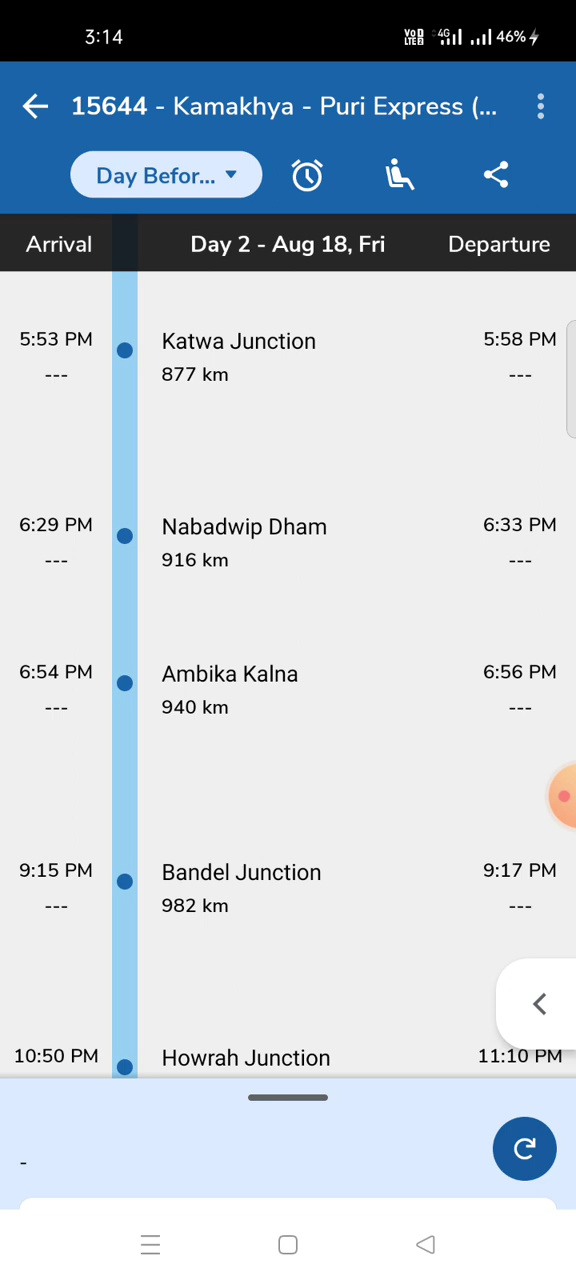 3:14 VoD LTE2 4G 46%
15644 - Kamakhya - Puri Express (...
Day Befor...
Arrival Day 2 - Aug 18, Fri Departure
5:53 PM Katwa Junction 5:58 PM
--- 877 km ---
6:29 PM Nabadwip Dham 6:33 PM
--- 916 km ---
6:54 PM Ambika Kalna 6:56 PM
--- 940 km ---
9:15 PM Bandel Junction 9:17 PM
--- 982 km ---
10:50 PM Howrah Junction 11:10 PM
-